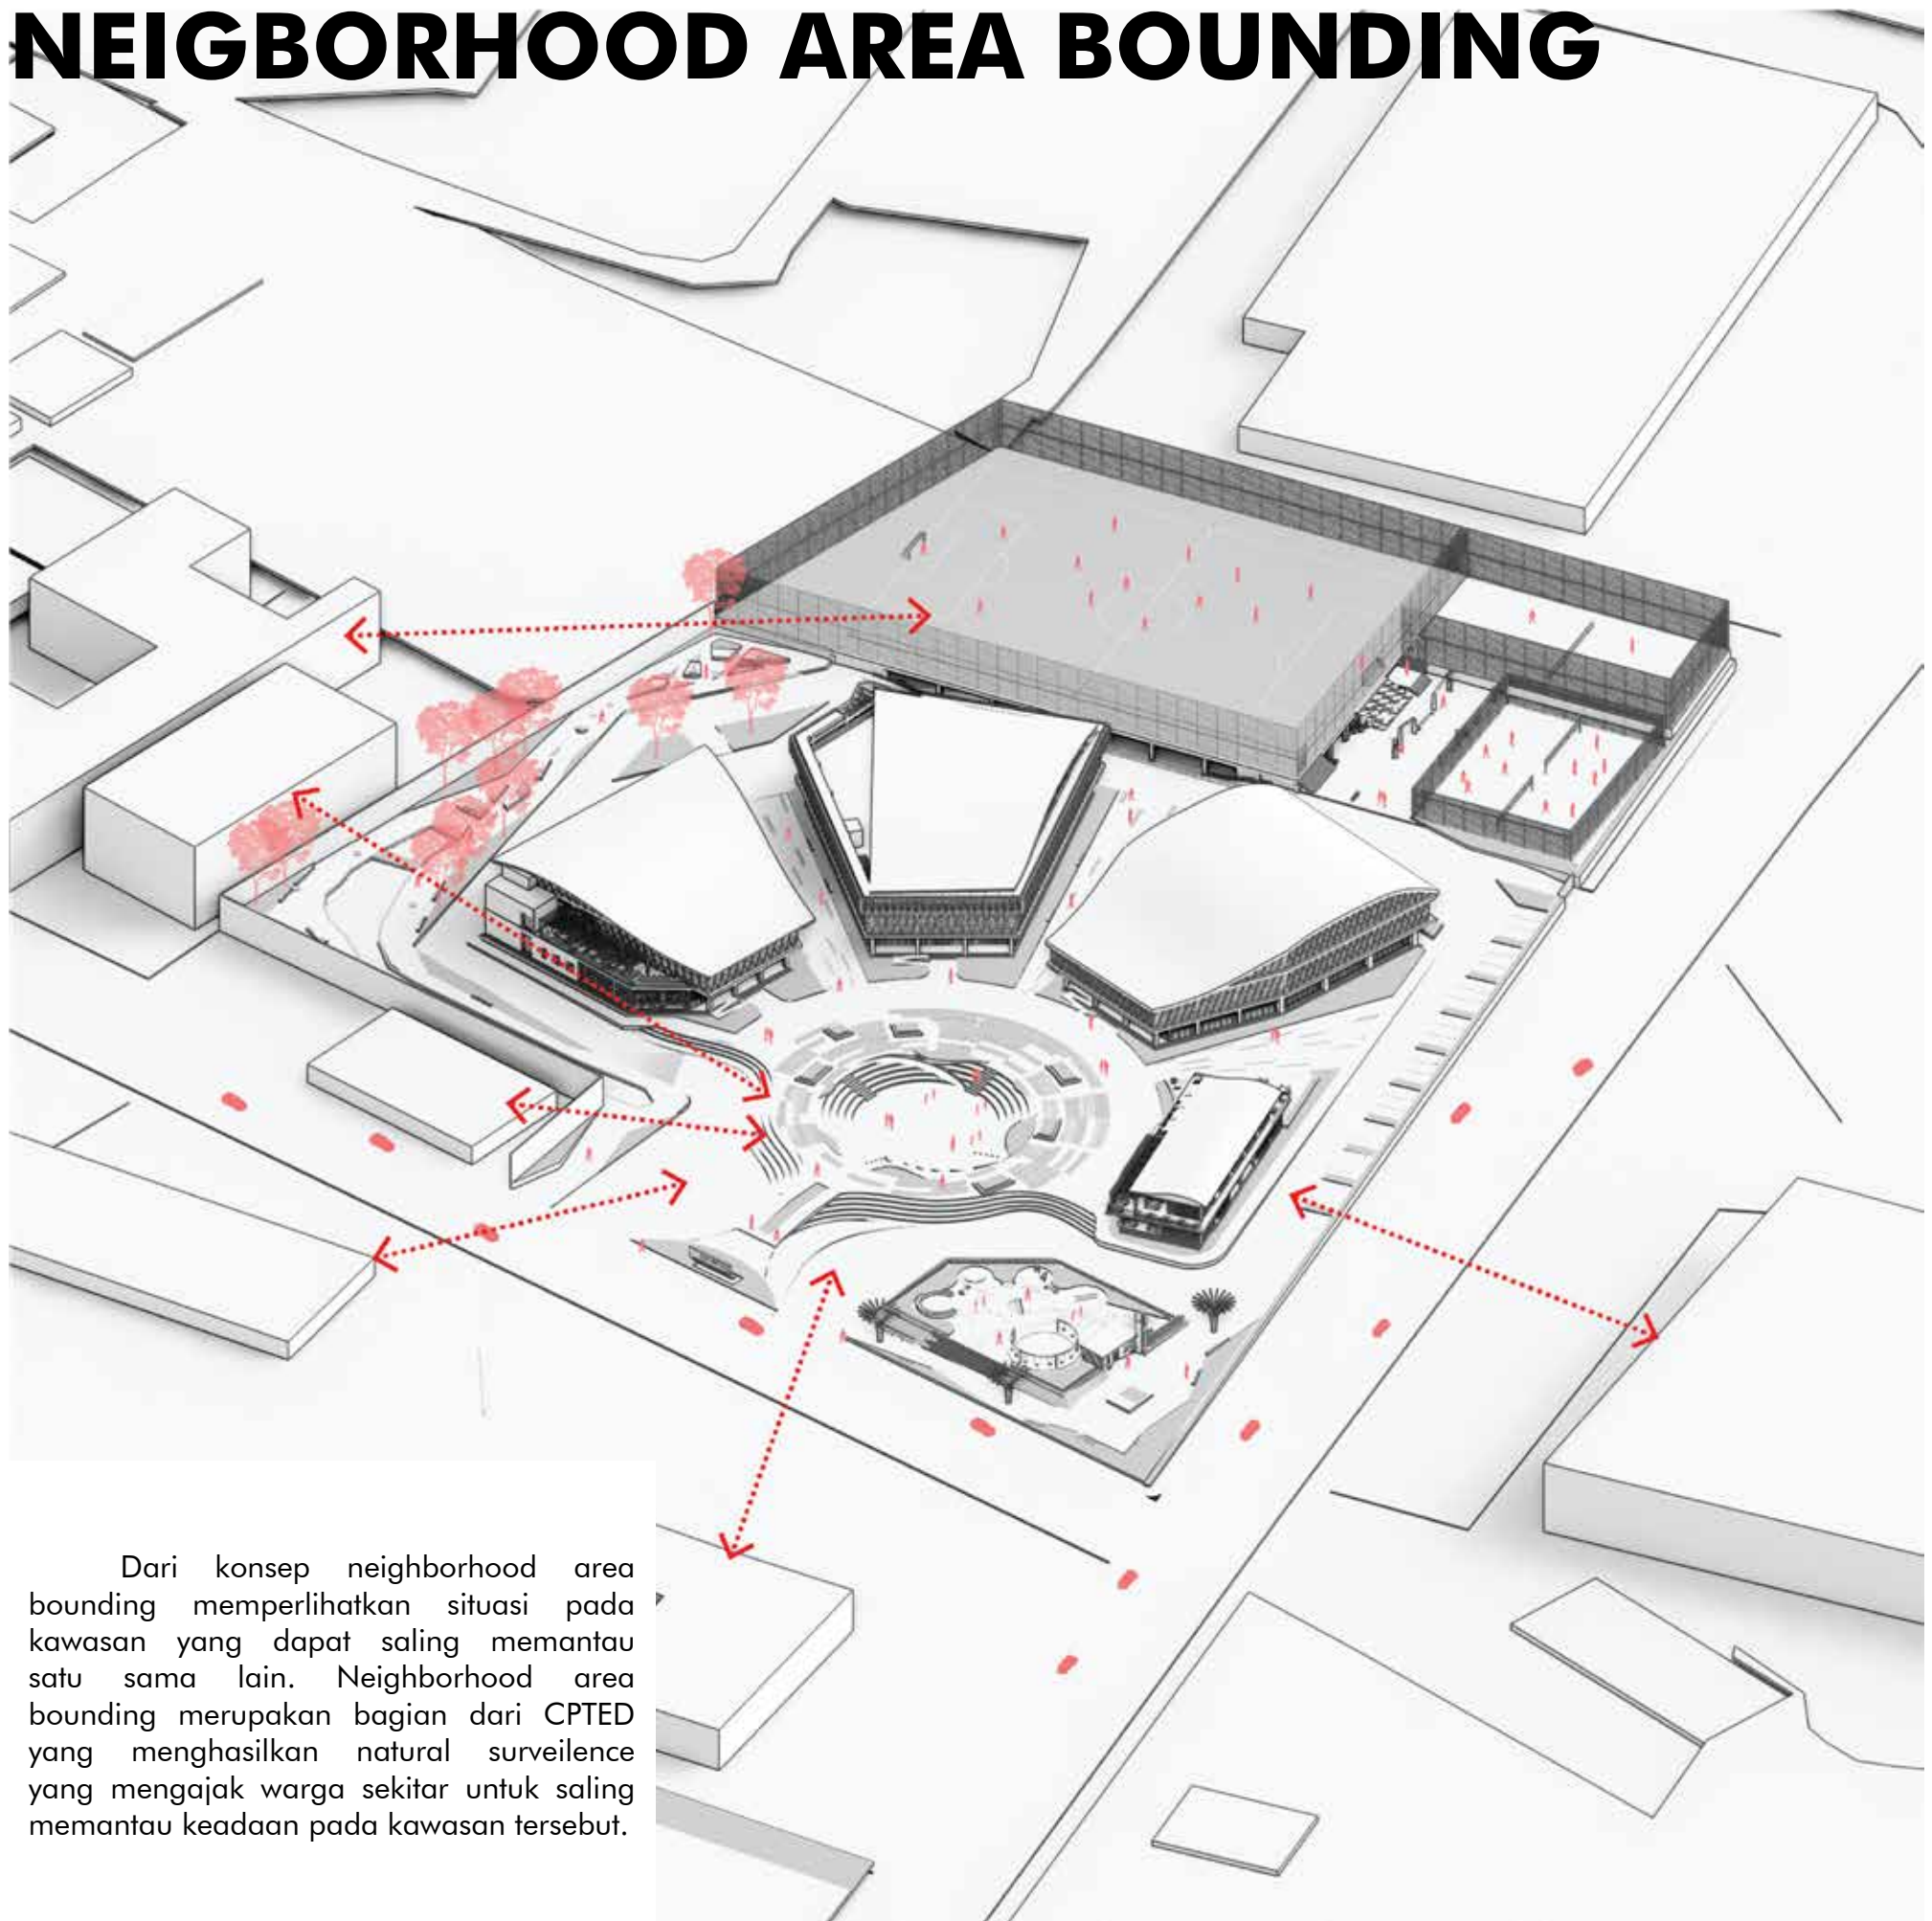 NEIGBORHOOD AREA BOUNDING
Dari konsep neighborhood area
bounding memperlihatkan situasi pada
kawasan yang dapat saling memantau
satu sama lain. Neighborhood area
bounding merupakan bagian dari CPTED
yang menghasilkan natural surveilence
yang mengajak warga sekitar untuk saling
memantau keadaan pada kawasan tersebut.